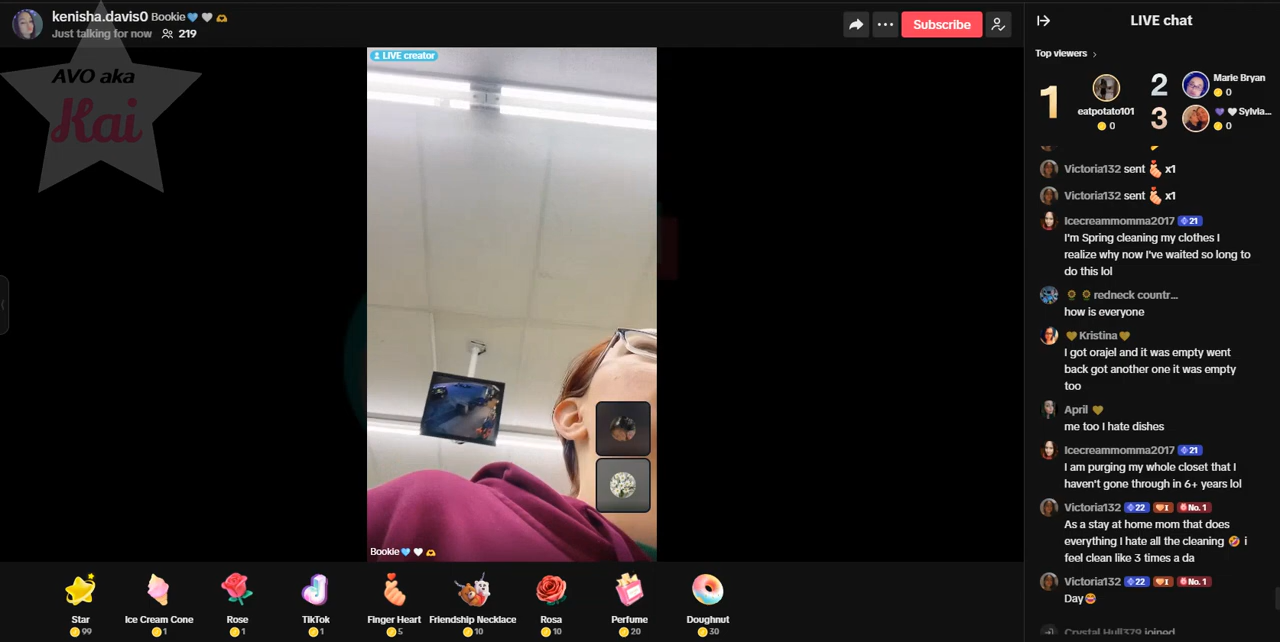 kenisha.davis0 Bookie💙🤍🫶
Just talking for now 219
Subscribe
LIVE chat
AVO aka
Kai
LIVE creator
Top viewers
1
eatpotato101
0
2
Marie Bryan
0
3
💜🤍Sylvia...
0
Victoria132 sent x1
Victoria132 sent x1
Icecreammomma2017 21
I'm Spring cleaning my clothes I
realize why now I've waited so long to
do this lol
🌻🌻redneck countr...
how is everyone
Kristina
I got orajel and it was empty went
back got another one it was empty
too
April
me too I hate dishes
Icecreammomma2017 21
I am purging my whole closet that I
haven't gone through in 6+ years lol
Victoria132 22 I No. 1
As a stay at home mom that does
everything I hate all the cleaning 🤣 i
feel clean like 3 times a da
Victoria132 22 I No. 1
Day😂
Crystal Hull379 joined
Bookie💙🤍🫶
Star
99
Ice Cream Cone
1
Rose
1
TikTok
1
Finger Heart
5
Friendship Necklace
10
Rosa
10
Perfume
20
Doughnut
30